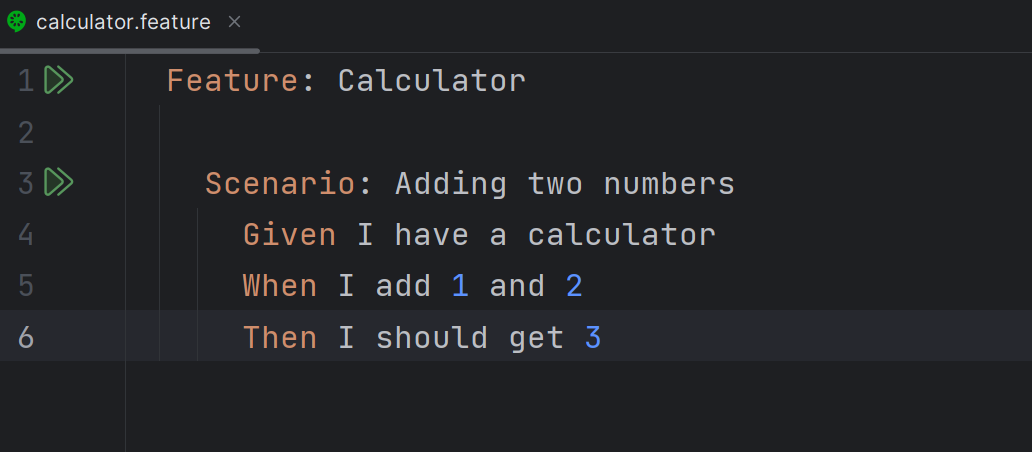 calculator.feature
1 Feature: Calculator
2
3 Scenario: Adding two numbers
4 Given I have a calculator
5 When I add 1 and 2
6 Then I should get 3